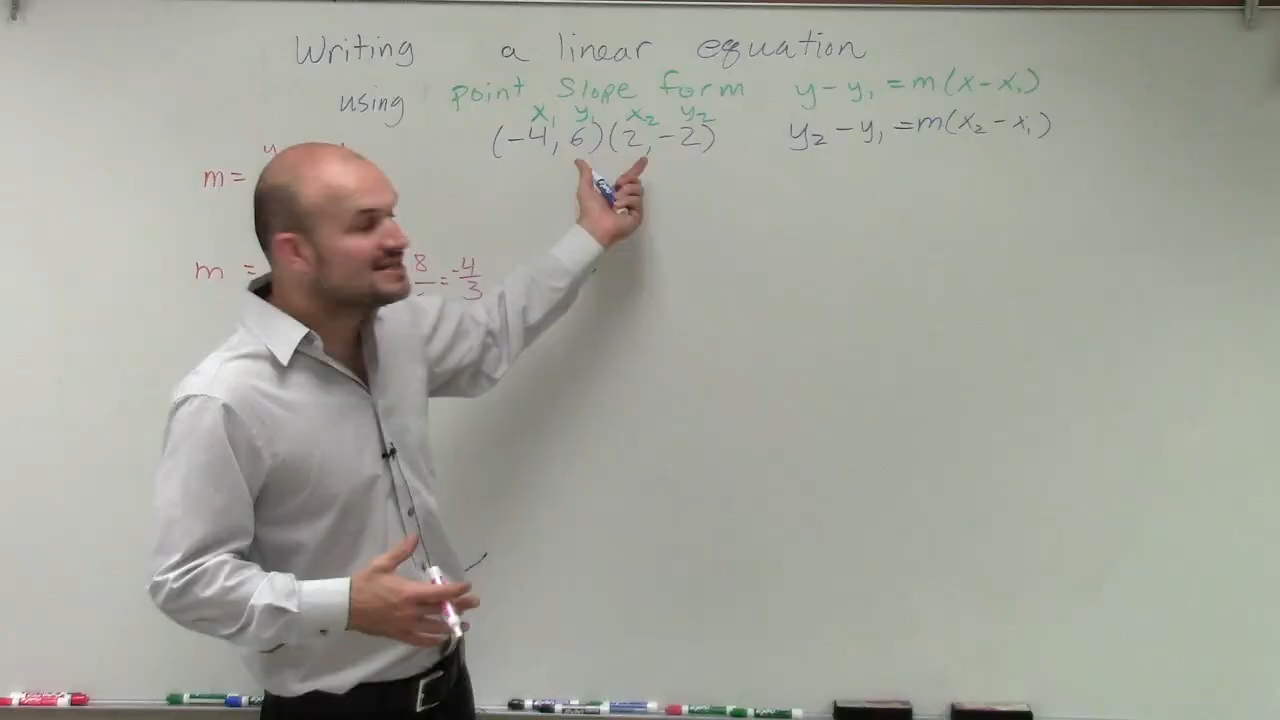 Writing a linear equation
using point Slope form y - y₁ = m(x - x₁)
x₁ y₁ x₂ y₂
(-4, 6)(2, -2) y₂ - y₁ = m(x₂ - x₁)
m =
m = 8 = -4/3